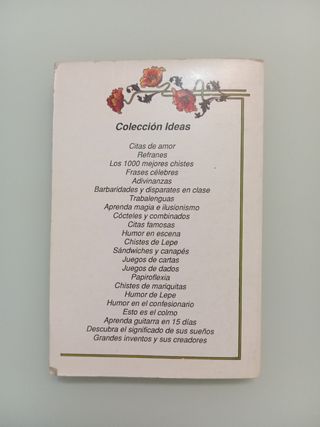 Colección Ideas
Citas de amor
Refranes
Los 1000 mejores chistes
Frases célebres
Adivinanzas
Barbaridades y disparates en clase
Trabalenguas
Aprenda magia e ilusionismo
Cócteles y combinados
Citas famosas
Humor en escena
Chistes de Lepe
Sándwiches y canapés
Juegos de cartas
Juegos de dados
Papiroflexia
Chistes de mariquitas
Humor de Lepe
Humor en el confesionario
Esto es el colmo
Aprenda guitarra en 15 días
Descubra el significado de sus sueños
Grandes inventos y sus creadores